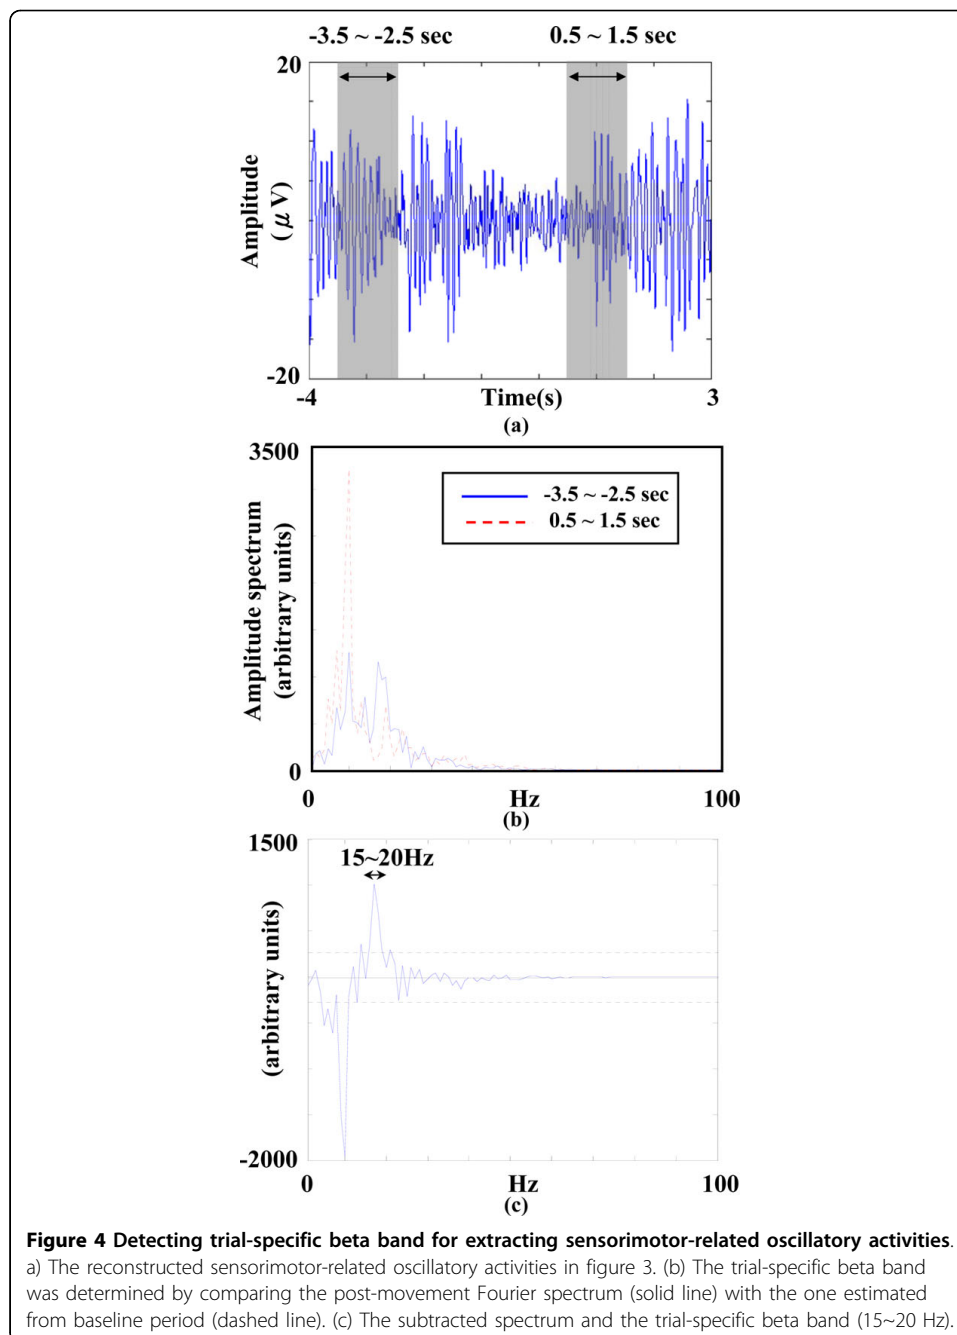 -3.5 ~ -2.5 sec
0.5 ~ 1.5 sec
20
Amplitude
(μV)
-20
-4
Time(s)
3
(a)
3500
-3.5 ~ -2.5 sec
0.5 ~ 1.5 sec
Amplitude spectrum
(arbitrary units)
0
0
Hz
100
(b)
1500
15~20Hz
(arbitrary units)
-2000
0
Hz
100
(c)
Figure 4 Detecting trial-specific beta band for extracting sensorimotor-related oscillatory activities.
a) The reconstructed sensorimotor-related oscillatory activities in figure 3. (b) The trial-specific beta band
was determined by comparing the post-movement Fourier spectrum (solid line) with the one estimated
from baseline period (dashed line). (c) The subtracted spectrum and the trial-specific beta band (15~20 Hz).